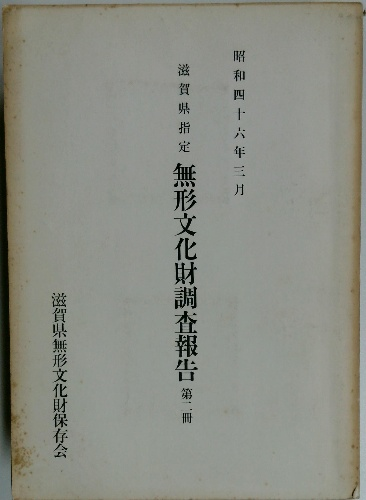 昭和四十六年三月
滋賀県指定 無形文化財調査報告 第二冊
滋賀県無形文化財保存会